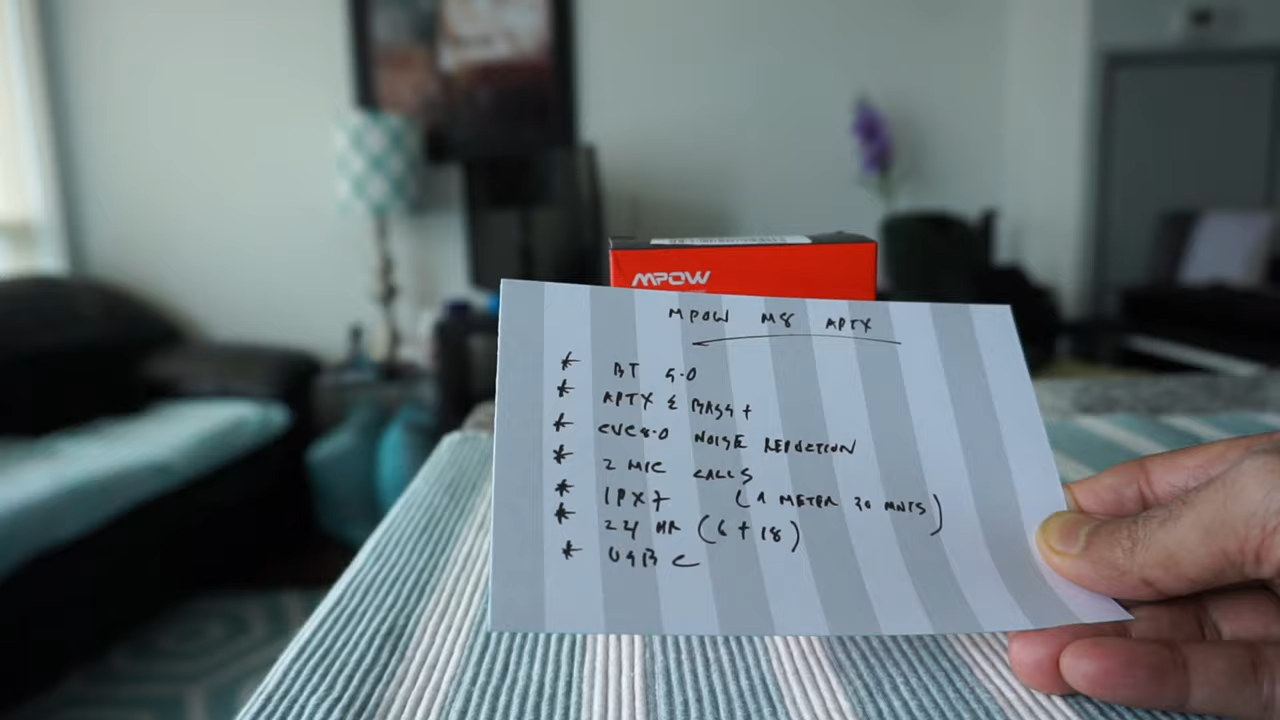 MPOW
MPOW M8 APTX
* BT 5.0
* APTX & BASS +
* CVC 8.0 NOISE REDUCTION
* 2 MIC CALLS
* IPX7 (1 METER 30 MNTS)
* 24 HR (6 + 18)
* USB C